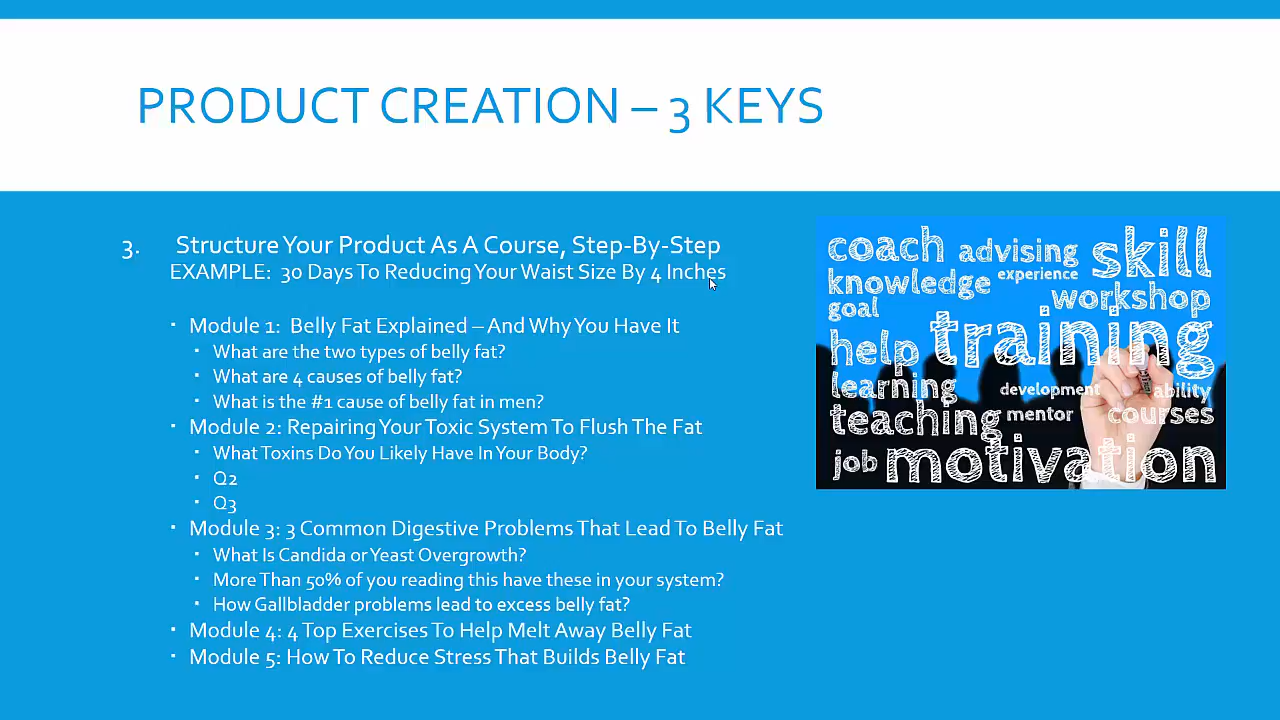 PRODUCT CREATION – 3 KEYS
3. Structure Your Product As A Course, Step-By-Step
EXAMPLE: 30 Days To Reducing Your Waist Size By 4 Inches
Module 1: Belly Fat Explained – And Why You Have It
What are the two types of belly fat?
What are 4 causes of belly fat?
What is the #1 cause of belly fat in men?
Module 2: Repairing Your Toxic System To Flush The Fat
What Toxins Do You Likely Have In Your Body?
Q2
Q3
Module 3: 3 Common Digestive Problems That Lead To Belly Fat
What Is Candida or Yeast Overgrowth?
More Than 50% of you reading this have these in your system?
How Gallbladder problems lead to excess belly fat?
Module 4: 4 Top Exercises To Help Melt Away Belly Fat
Module 5: How To Reduce Stress That Builds Belly Fat
coach advising skill
knowledge experience
goal workshop
help training
learning development ability
teaching mentor courses
job motivation